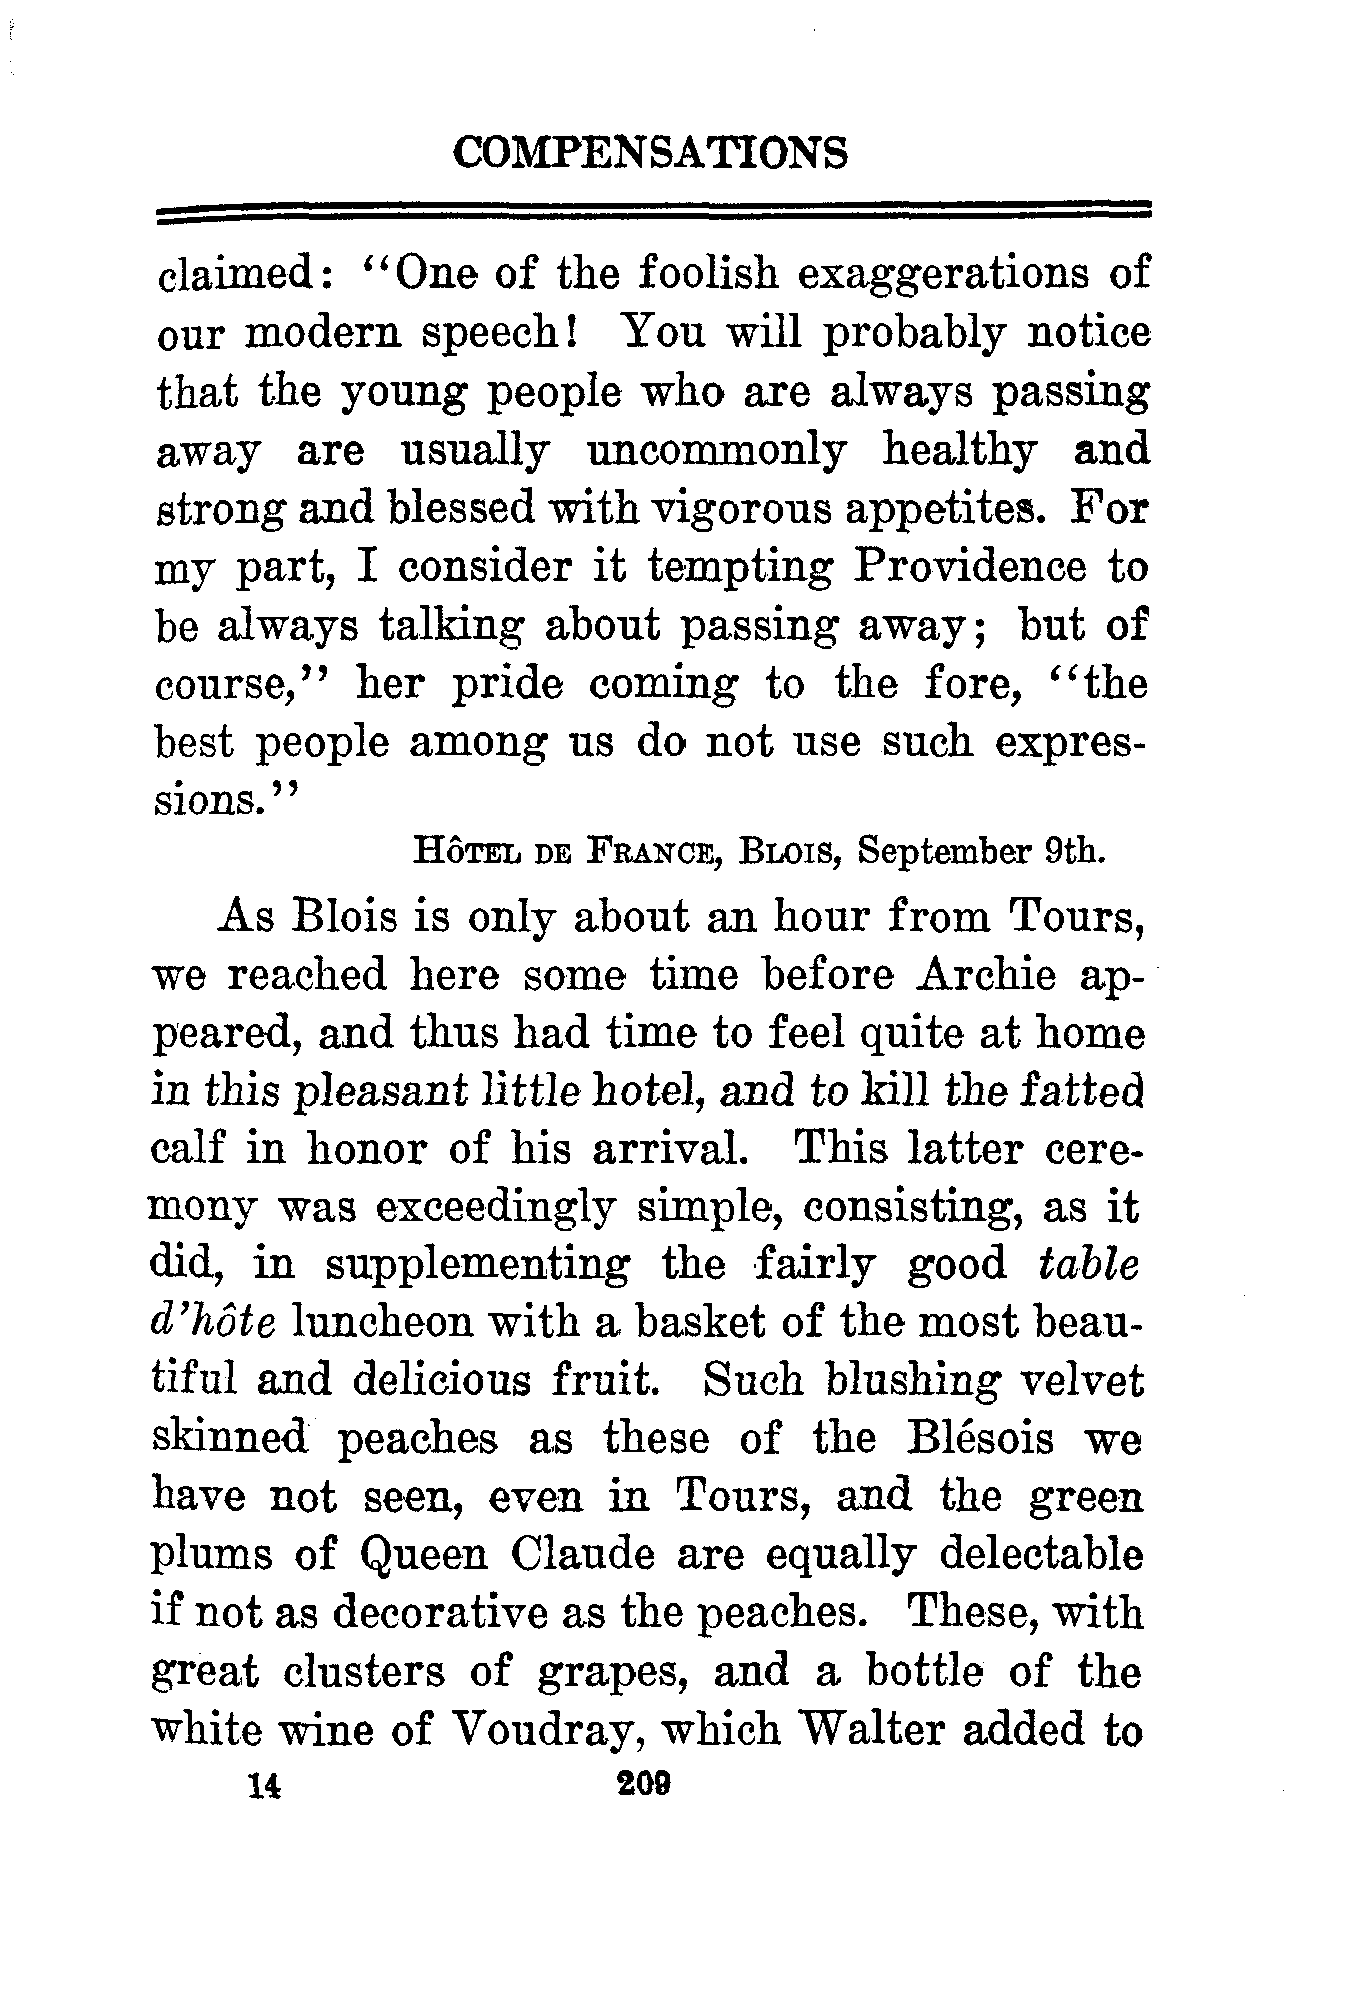 COMPENSATIONS
claimed: "One of the foolish exaggerations of
our modern speech! You will probably notice
that the young people who are always passing
away are usually uncommonly healthy and
strong and blessed with vigorous appetites. For
my part, I consider it tempting Providence to
be always talking about passing away; but of
course," her pride coming to the fore, "the
best people among us do not use such expres-
sions."
HÔTEL DE FRANCE, BLOIS, September 9th.
As Blois is only about an hour from Tours,
we reached here some time before Archie ap-
peared, and thus had time to feel quite at home
in this pleasant little hotel, and to kill the fatted
calf in honor of his arrival. This latter cere-
mony was exceedingly simple, consisting, as it
did, in supplementing the fairly good table
d'hôte luncheon with a basket of the most beau-
tiful and delicious fruit. Such blushing velvet
skinned peaches as these of the Blésois we
have not seen, even in Tours, and the green
plums of Queen Claude are equally delectable
if not as decorative as the peaches. These, with
great clusters of grapes, and a bottle of the
white wine of Voudray, which Walter added to
14 209